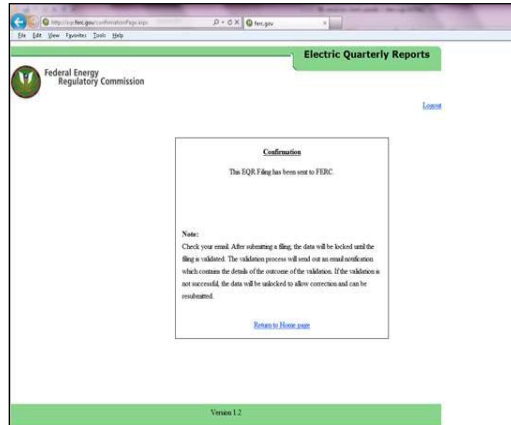 ferc.gov
File Edit View Favorites Tools Help
Electric Quarterly Reports
Federal Energy
Regulatory Commission
Logout
Confirmation
This EQR Filing has been sent to FERC
Note:
Check your email. After submitting a filing, the data will be locked until the
filing is validated. The validation process will send out an email notification
which contains the details of the outcome of the validation. If the validation is
not successful, the data will be unlocked to allow correction and can be
resubmitted.
Return to Home page
Version 1.2